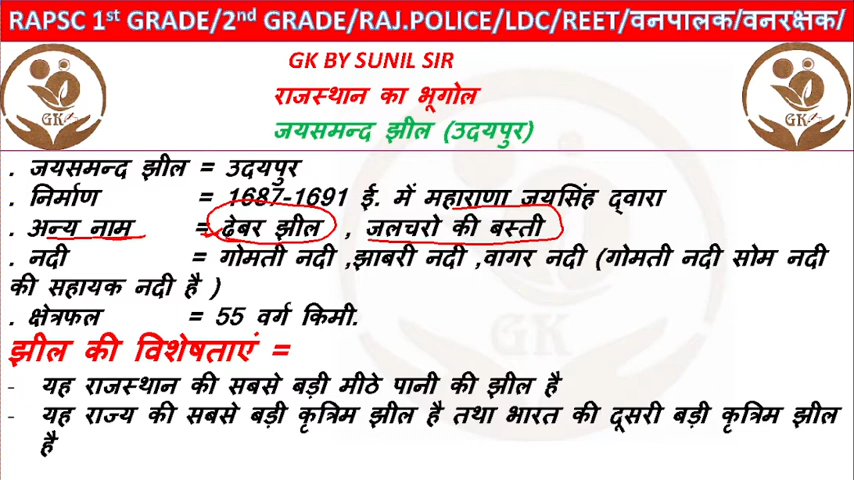 RAPSC 1st GRADE/2nd GRADE/RAJ.POLICE/LDC/REET/वनपालक/वनरक्षक/
GK BY SUNIL SIR
राजस्थान का भूगोल
जयसमन्द झील (उदयपुर)
GK
GK
. जयसमन्द झील = उदयपुर
. निर्माण = 1687-1691 ई. में महाराणा जयसिंह द्वारा
. अन्य नाम = ढ़ेबर झील , जलचरो की बस्ती
. नदी = गोमती नदी ,झाबरी नदी ,वागर नदी (गोमती नदी सोम नदी
की सहायक नदी है )
. क्षेत्रफल = 55 वर्ग किमी.
झील की विशेषताएं =
- यह राजस्थान की सबसे बड़ी मीठे पानी की झील है
- यह राज्य की सबसे बड़ी कृत्रिम झील है तथा भारत की दूसरी बड़ी कृत्रिम झील
है
GK